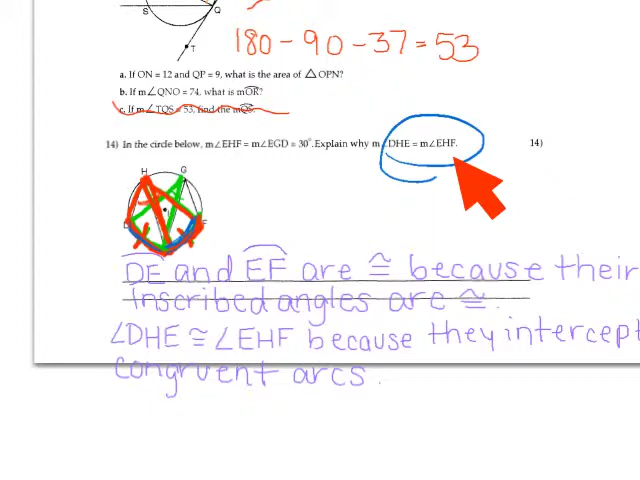 S
Q
T
180 - 90 - 37 = 53
a. If ON = 12 and QP = 9, what is the area of △OPN?
b. If m∠QNO = 74, what is mOR?
c. If m∠TQS = 53, find the mQS.
14) In the circle below, m∠EHF = m∠EGD = 30°. Explain why m∠DHE = m∠EHF. 14)
H G
D F
DE and EF are ≅ because their
Inscribed angles are ≅.
∠DHE ≅ ∠EHF because they intercept
congruent arcs.